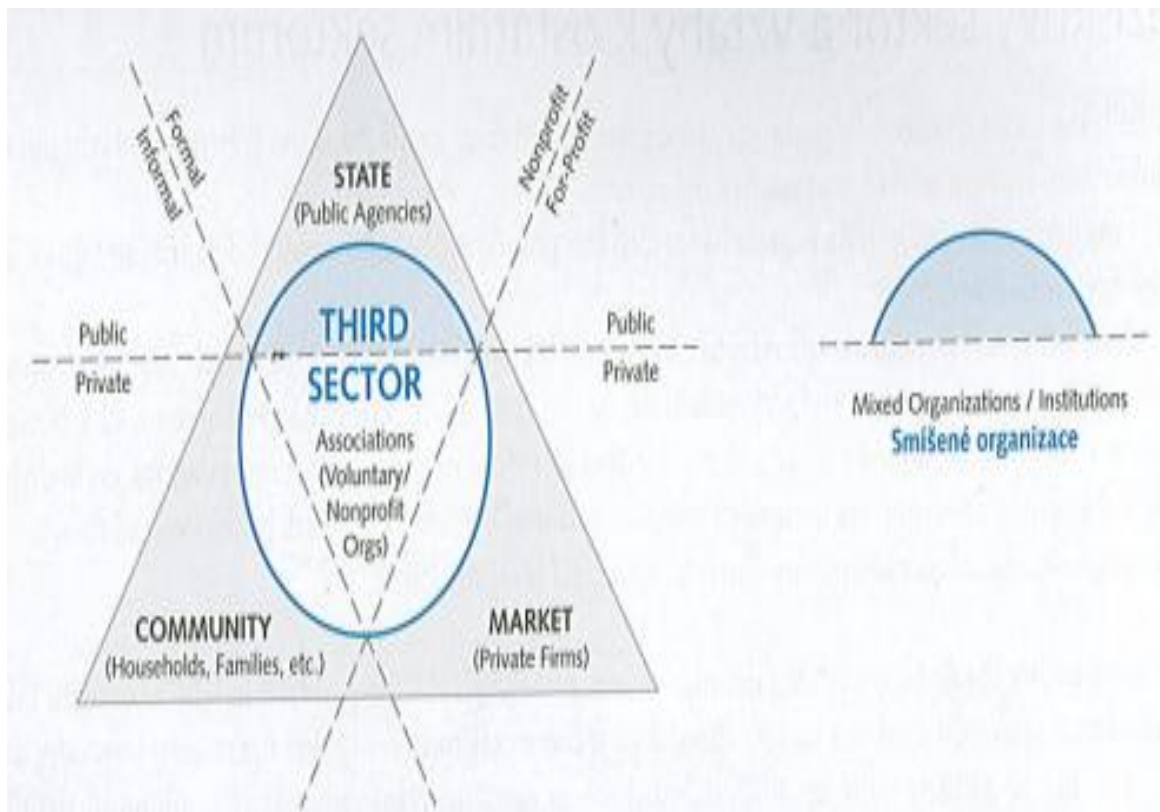 Formal
Informal
Nonprofit
For-Profit
STATE
(Public Agencies)
THIRD
SECTOR
Public
Private
Public
Private
Associations
(Voluntary/
Nonprofit
Orgs)
COMMUNITY
(Households, Families, etc.)
MARKET
(Private Firms)
Mixed Organizations / Institutions
Smíšené organizace